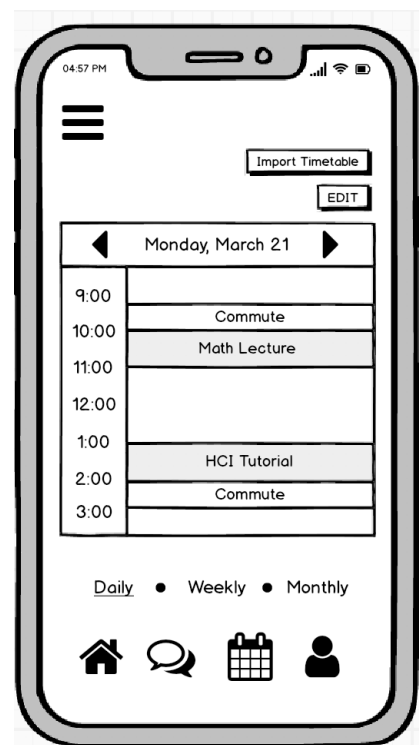 04:57 PM
Import Timetable
EDIT
Monday, March 21
9:00
Commute
10:00
Math Lecture
11:00
12:00
1:00
HCI Tutorial
2:00
Commute
3:00
Daily ● Weekly ● Monthly